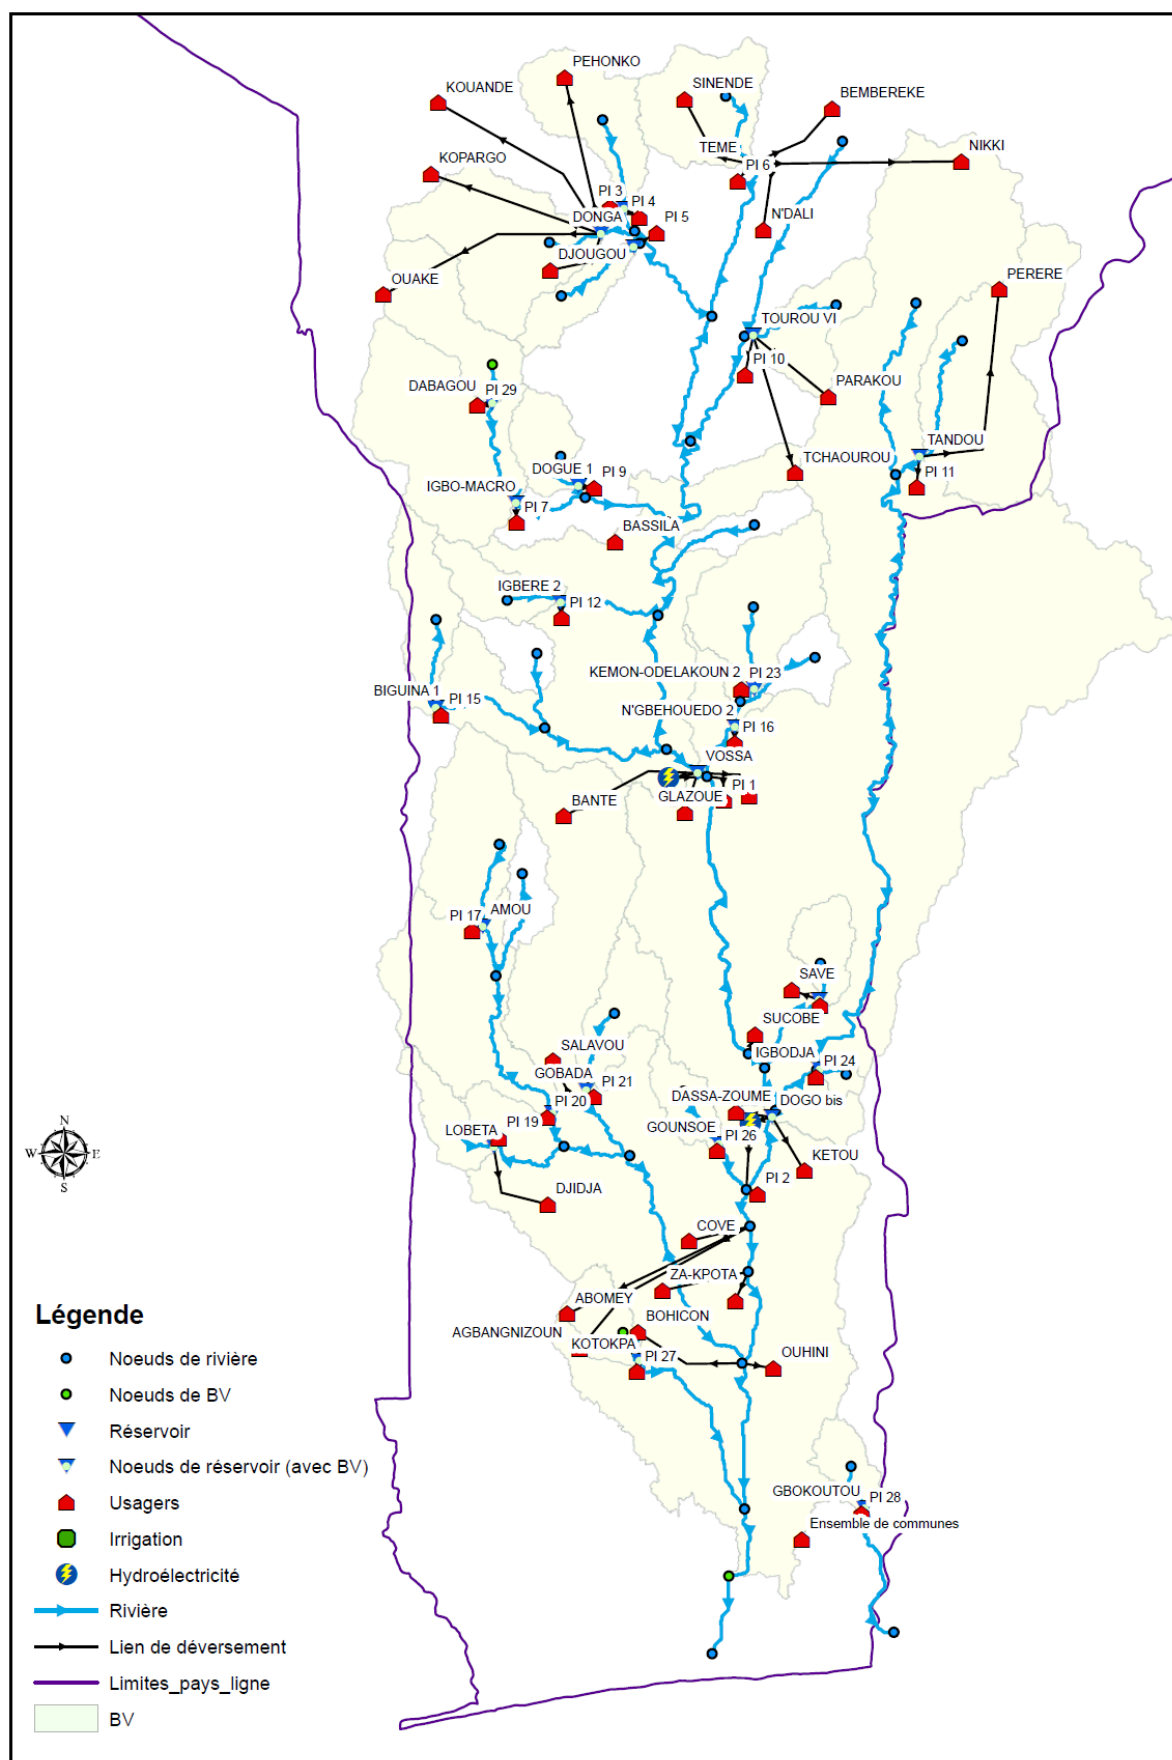 PEHONKO
SINENDE
KOUANDE
BEMBEREKE
TEME
NIKKI
KOPARGO
PI 6
PI 3
PI 4
N'DALI
DONGA
PI 5
DJOUGOU
OUAKE
PERERE
TOUROU VI
PI 10
DABAGOU
PI 29
PARAKOU
TANDOU
TCHAOUROU
DOGUE 1
PI 9
PI 11
IGBO-MACRO
PI 7
BASSILA
IGBERE 2
PI 12
KEMON-ODELAKOUN 2
PI 23
BIGUINA 1
PI 15
N'GBEHOUEDO 2
PI 16
VOSSA
PI 1
GLAZOUE
BANTE
PI 17
AMOU
SAVE
SUCOBE
SALAVOU
IGBODJA
PI 24
GOBADA
PI 21
PI 20
DASSA-ZOUME
DOGO bis
PI 19
LOBETA
GOUNSOE
PI 26
KETOU
DJIDJA
PI 2
COVE
ZA-KPOTA
ABOMEY
BOHICON
AGBANGNIZOUN
KOTOKPA
PI 27
OUHINI
GBOKOUTOU
PI 28
Ensemble de communes
N
W
E
S
Légende
Noeuds de rivière
Noeuds de BV
Réservoir
Noeuds de réservoir (avec BV)
Usagers
Irrigation
Hydroélectricité
Rivière
Lien de déversement
Limites_pays_ligne
BV